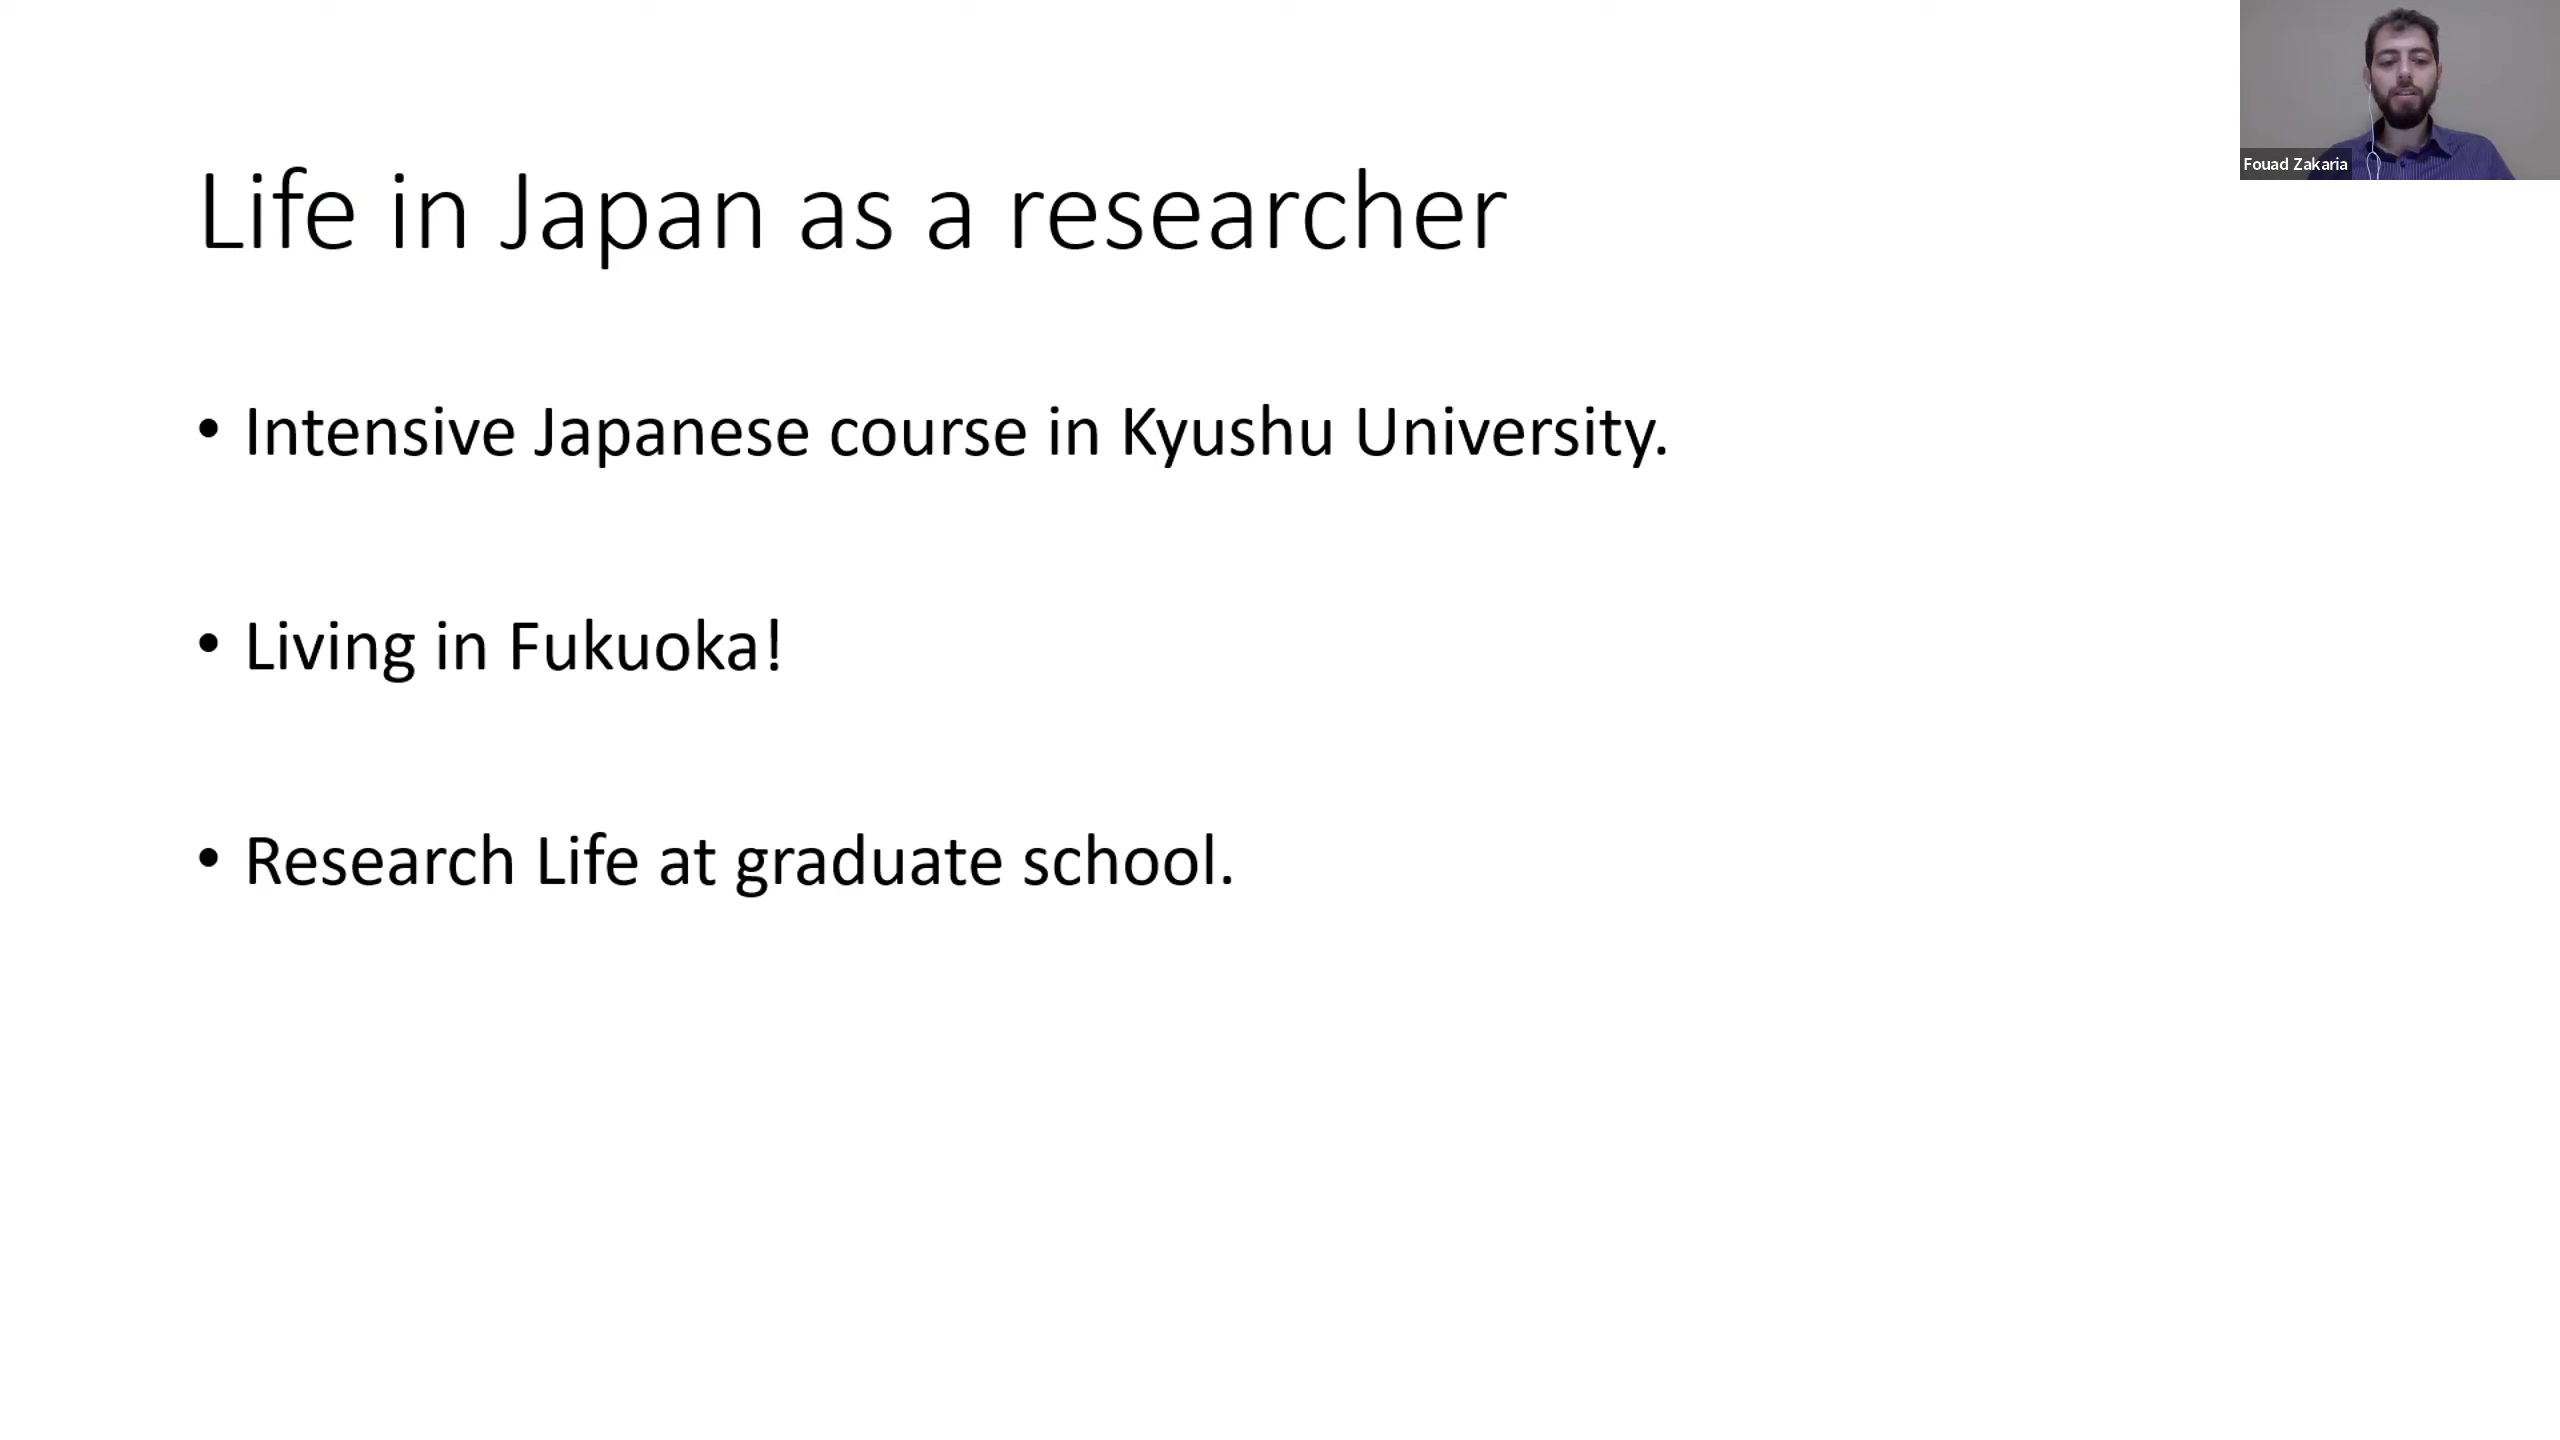 Life in Japan as a researcher
• Intensive Japanese course in Kyushu University.
• Living in Fukuoka!
• Research Life at graduate school.
Fouad Zakaria